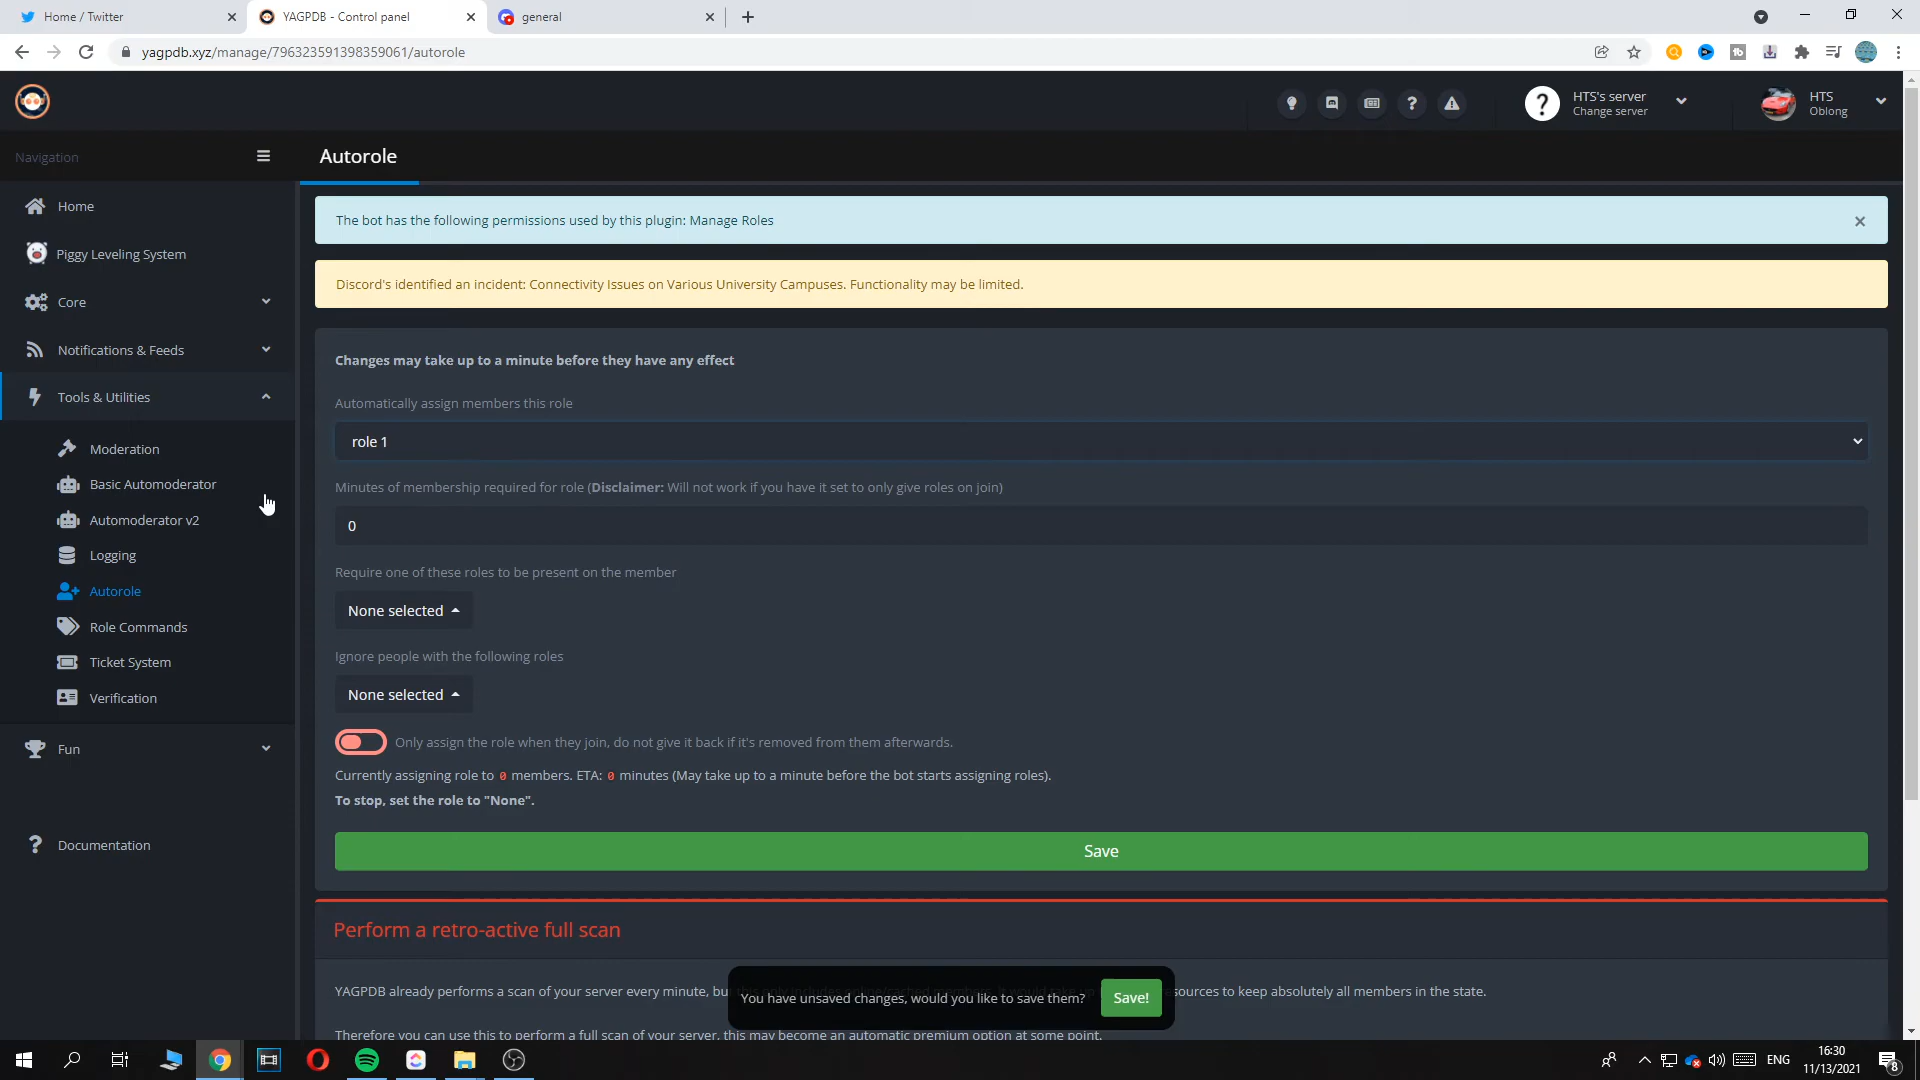 Home / Twitter
YAGPDB - Control panel
general
yagpdb.xyz/manage/796323591398359061/autorole
HTS's server
Change server
HTS
Oblong
Navigation
Autorole
Home
Piggy Leveling System
Core
Notifications & Feeds
Tools & Utilities
Moderation
Basic Automoderator
Automoderator v2
Logging
Autorole
Role Commands
Ticket System
Verification
Fun
Documentation
The bot has the following permissions used by this plugin: Manage Roles
Discord's identified an incident: Connectivity Issues on Various University Campuses. Functionality may be limited.
Changes may take up to a minute before they have any effect
Automatically assign members this role
role 1
Minutes of membership required for role (Disclaimer: Will not work if you have it set to only give roles on join)
0
Require one of these roles to be present on the member
None selected
Ignore people with the following roles
None selected
Only assign the role when they join, do not give it back if it's removed from them afterwards.
Currently assigning role to 0 members. ETA: 0 minutes (May take up to a minute before the bot starts assigning roles).
To stop, set the role to "None".
Save
Perform a retro-active full scan
YAGPDB already performs a scan of your server every minute, bu sources to keep absolutely all members in the state.
You have unsaved changes, would you like to save them?
Save!
Therefore you can use this to perform a full scan of your server, this may become an automatic premium option at some point.
ENG
16:30
11/13/2021
8